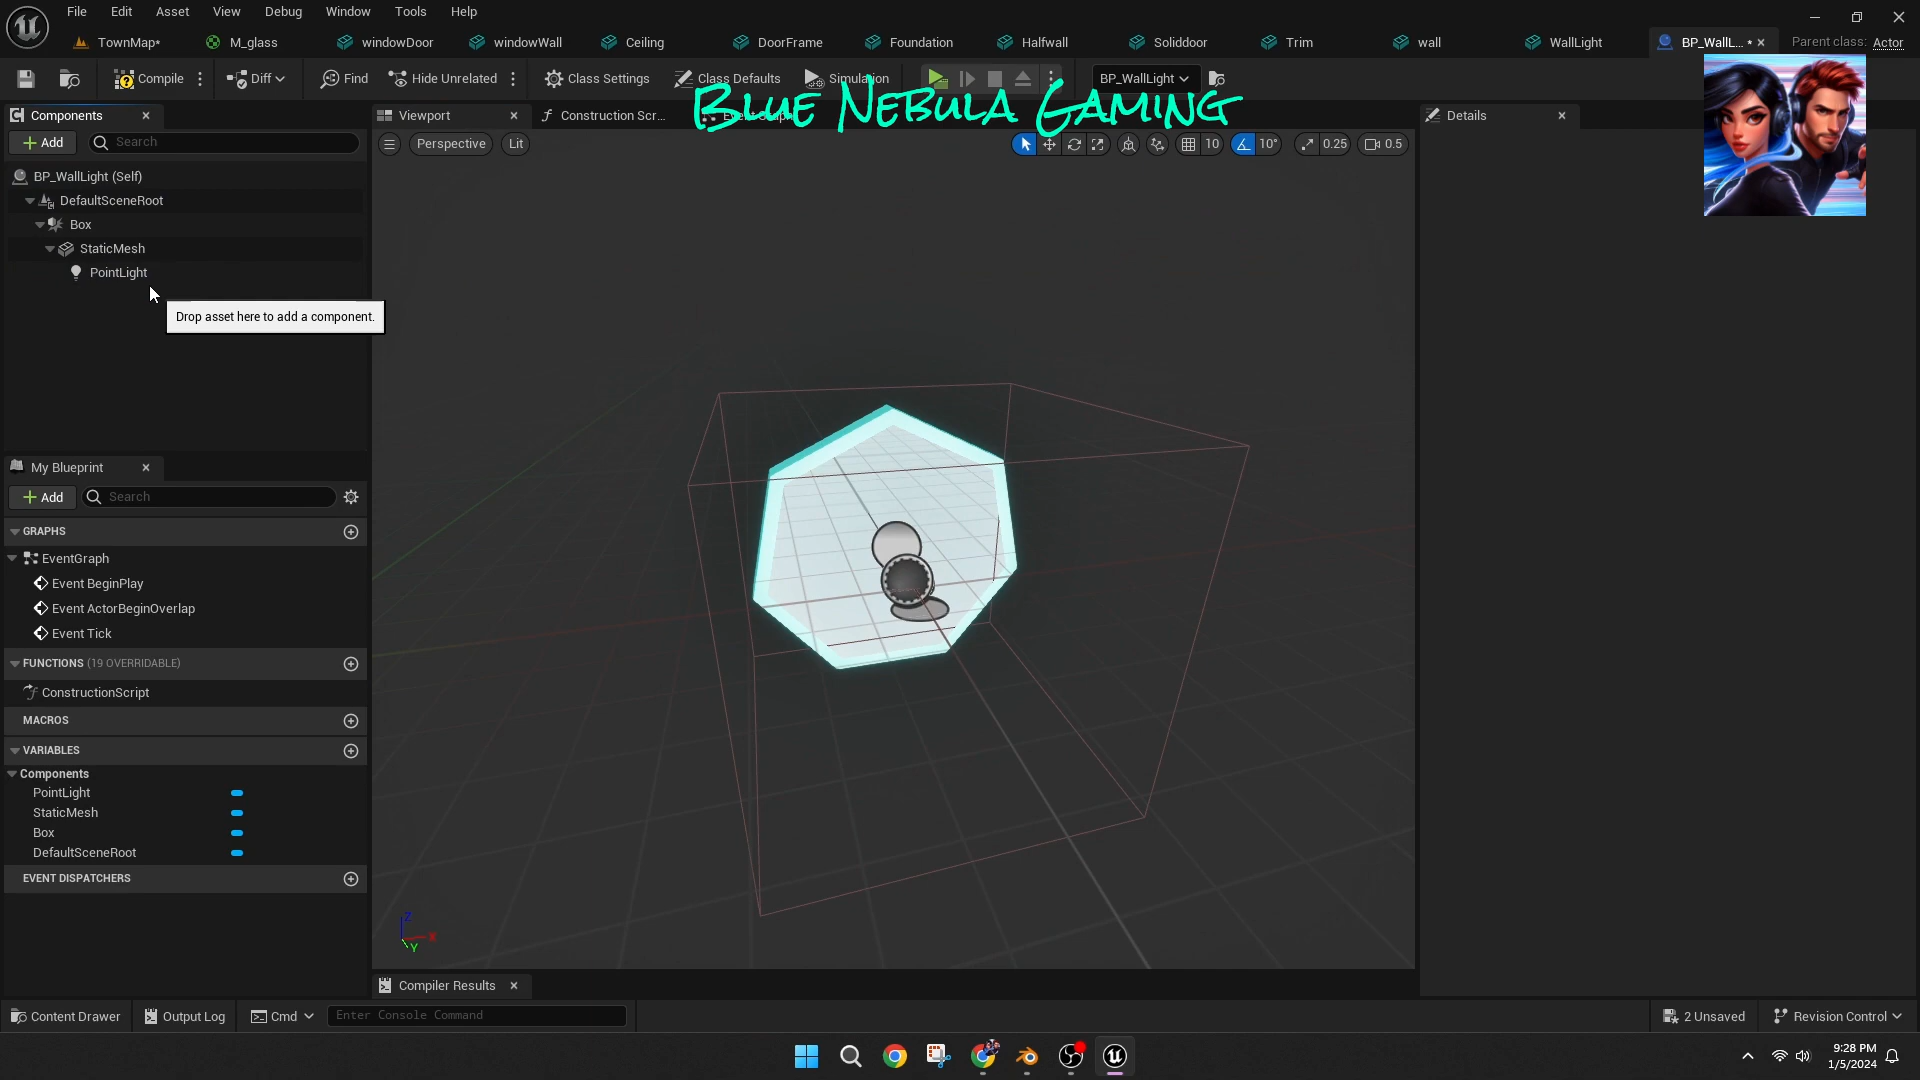 File Edit Asset View Debug Window Tools Help
TownMap* M_glass windowDoor windowWall Ceiling DoorFrame Foundation Halfwall Soliddoor Trim wall WallLight BP_WallL... * Parent class: Actor
Compile Diff Find Hide Unrelated Class Settings Class Defaults Simulation BP_WallLight
Blue Nebula Gaming
Components Viewport Construction Scr... Details
+ Add Search Perspective Lit 10 10° 0.25 0.5
BP_WallLight (Self)
DefaultSceneRoot
Box
StaticMesh
PointLight
Drop asset here to add a component.
My Blueprint
+ Add Search
GRAPHS
EventGraph
Event BeginPlay
Event ActorBeginOverlap
Event Tick
FUNCTIONS (19 OVERRIDABLE)
ConstructionScript
MACROS
VARIABLES
Components
PointLight
StaticMesh
Box
DefaultSceneRoot
EVENT DISPATCHERS
Z
X
Y
Compiler Results
Content Drawer Output Log Cmd Enter Console Command 2 Unsaved Revision Control
9:28 PM
1/5/2024